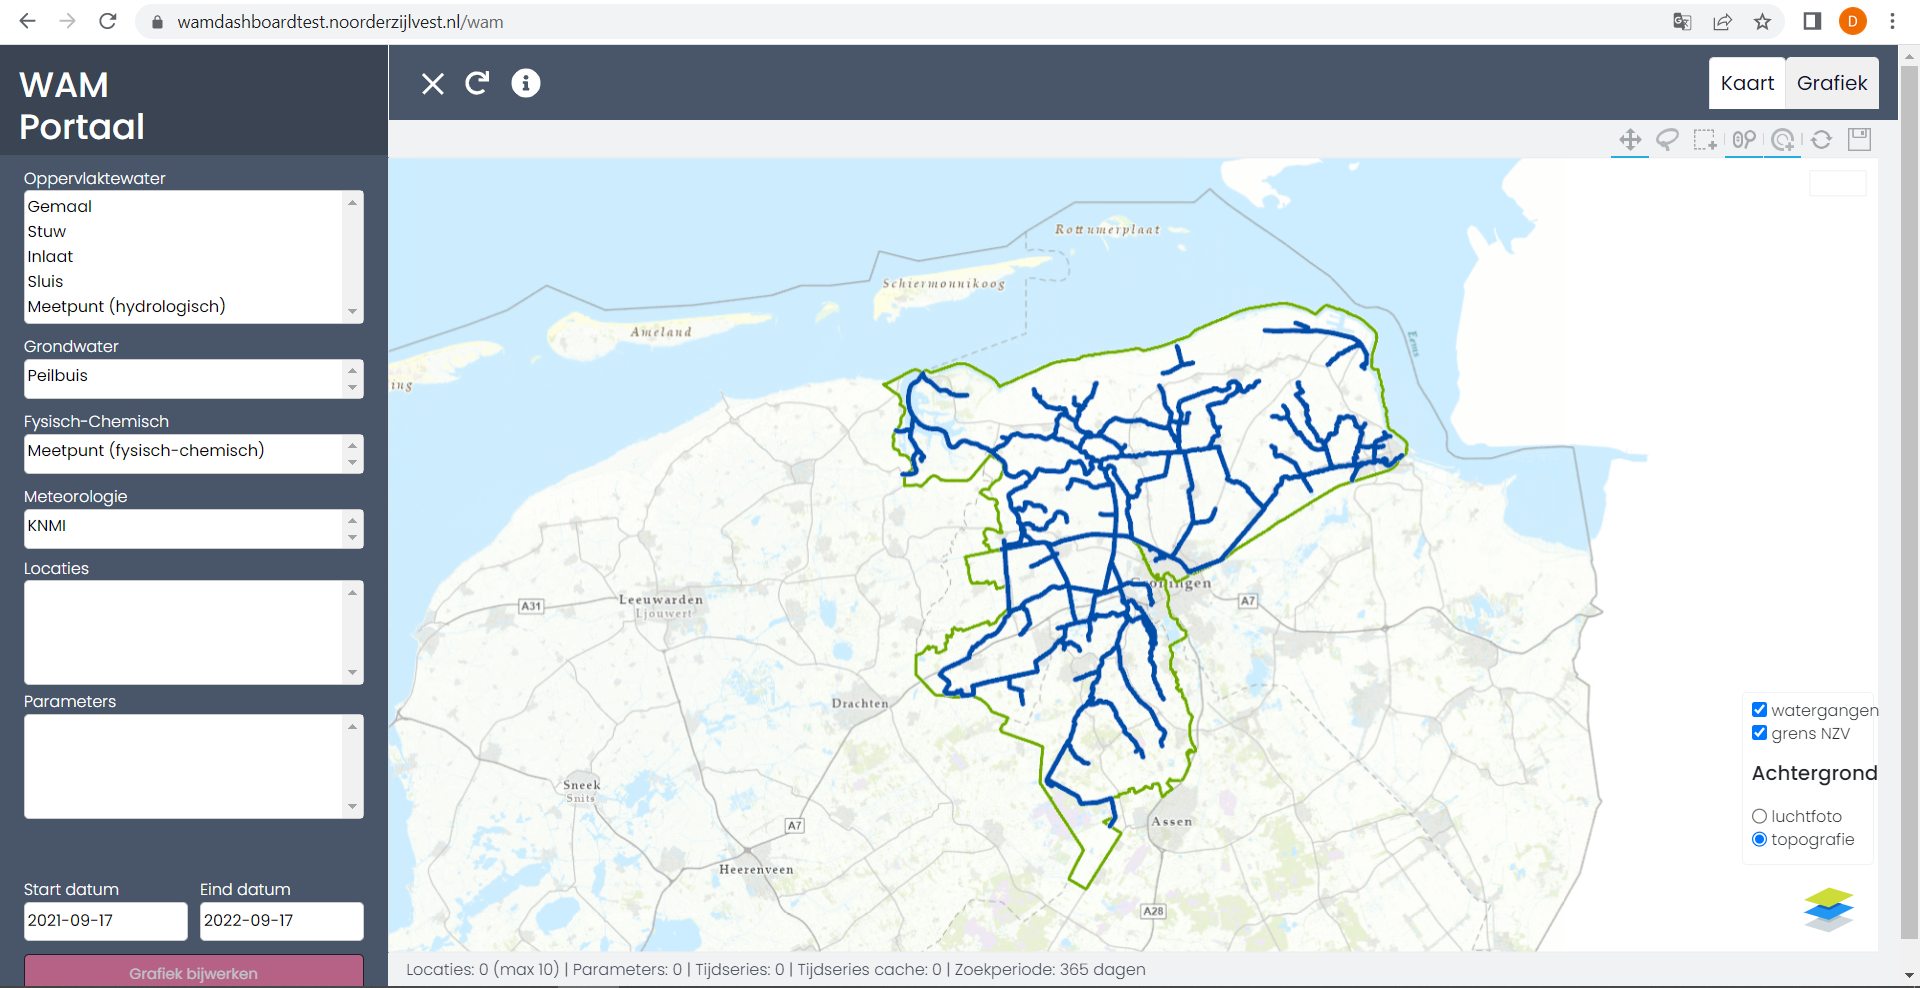 wamdashboardtest.noorderzijlvest.nl/wam
D
WAM
Portaal
Kaart
Grafiek
Oppervlaktewater
Gemaal
Stuw
Inlaat
Sluis
Meetpunt (hydrologisch)
Grondwater
Peilbuis
Fysisch-Chemisch
Meetpunt (fysisch-chemisch)
Meteorologie
KNMI
Locaties
Parameters
Start datum
Eind datum
2021-09-17
2022-09-17
Grafiek bijwerken
Rottumerplaat
Schiermonnikoog
Ameland
ing
Eems
Groningen
A7
A31
Leeuwarden
Ljouwert
Drachten
Sneek
Snits
A7
Heerenveen
Assen
A28
watergangen
grens NZV
Achtergrond
luchtfoto
topografie
Locaties: 0 (max 10) | Parameters: 0 | Tijdseries: 0 | Tijdseries cache: 0 | Zoekperiode: 365 dagen